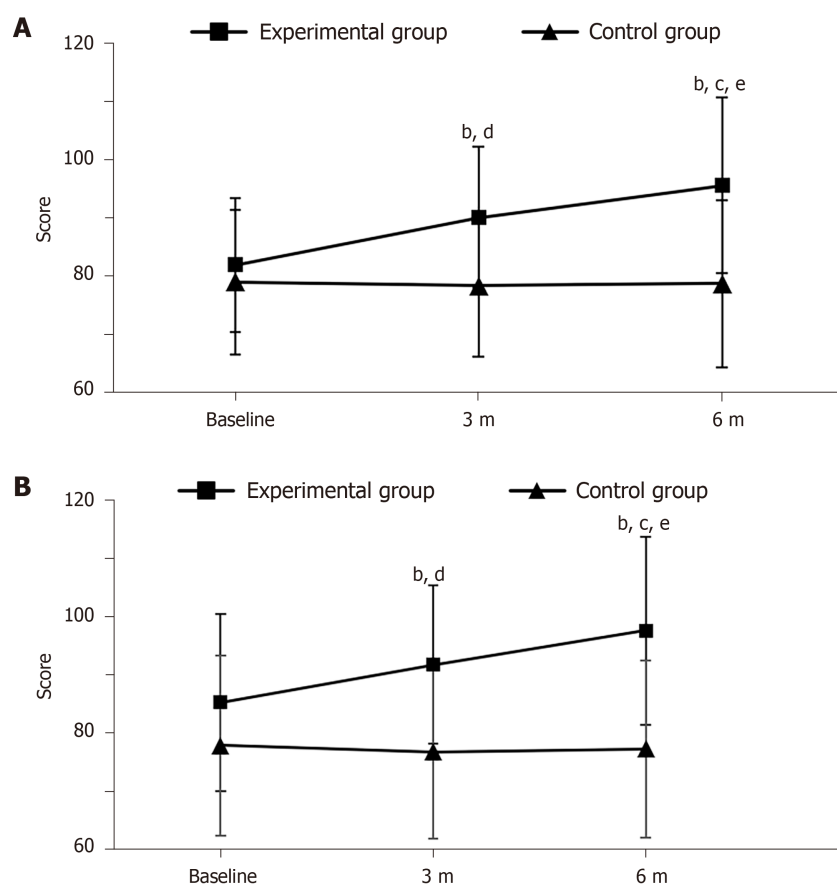 A
Experimental group Control group
120
b, c, e
b, d
100
Score
80
60
Baseline 3 m 6 m
B
Experimental group Control group
120
b, c, e
b, d
100
Score
80
60
Baseline 3 m 6 m